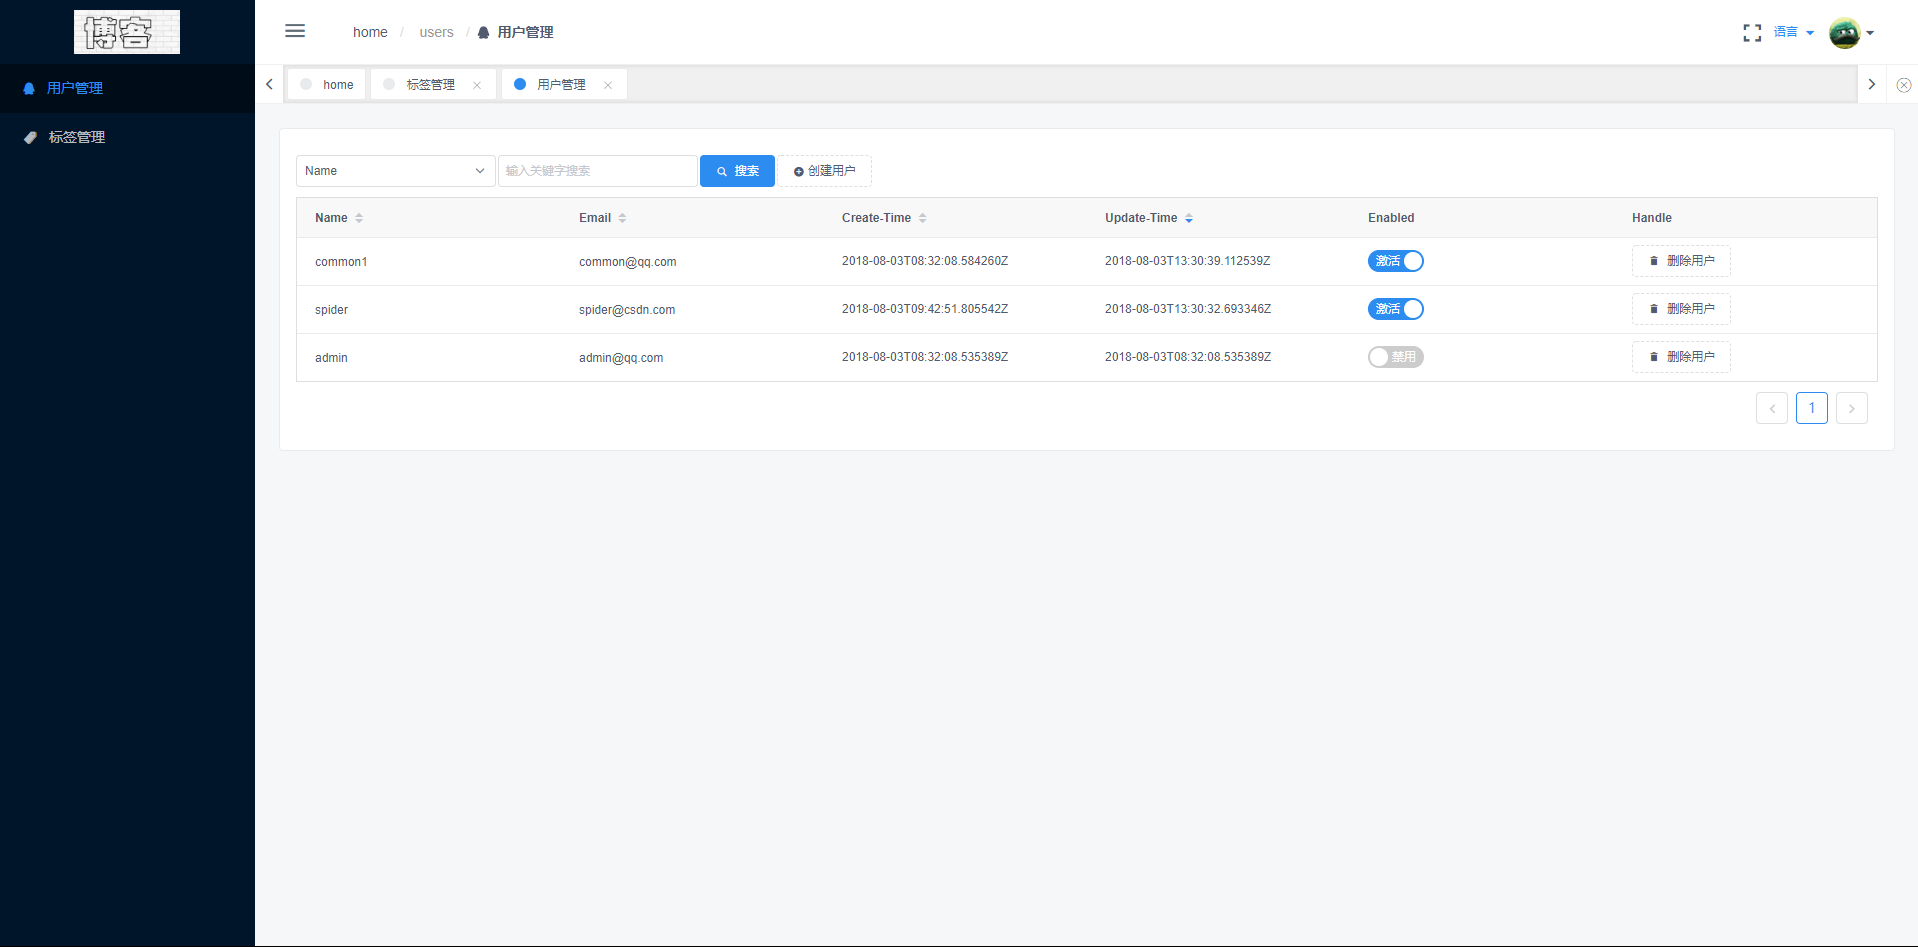 博客
home / users / 用户管理
语言
用户管理
标签管理
home
标签管理
用户管理
Name
输入关键字搜索
搜索
创建用户
Name Email Create-Time Update-Time Enabled Handle
common1 common@qq.com 2018-08-03T08:32:08.584260Z 2018-08-03T13:30:39.112539Z 激活 删除用户
spider spider@csdn.com 2018-08-03T09:42:51.805542Z 2018-08-03T13:30:32.693346Z 激活 删除用户
admin admin@qq.com 2018-08-03T08:32:08.535389Z 2018-08-03T08:32:08.535389Z 禁用 删除用户
1